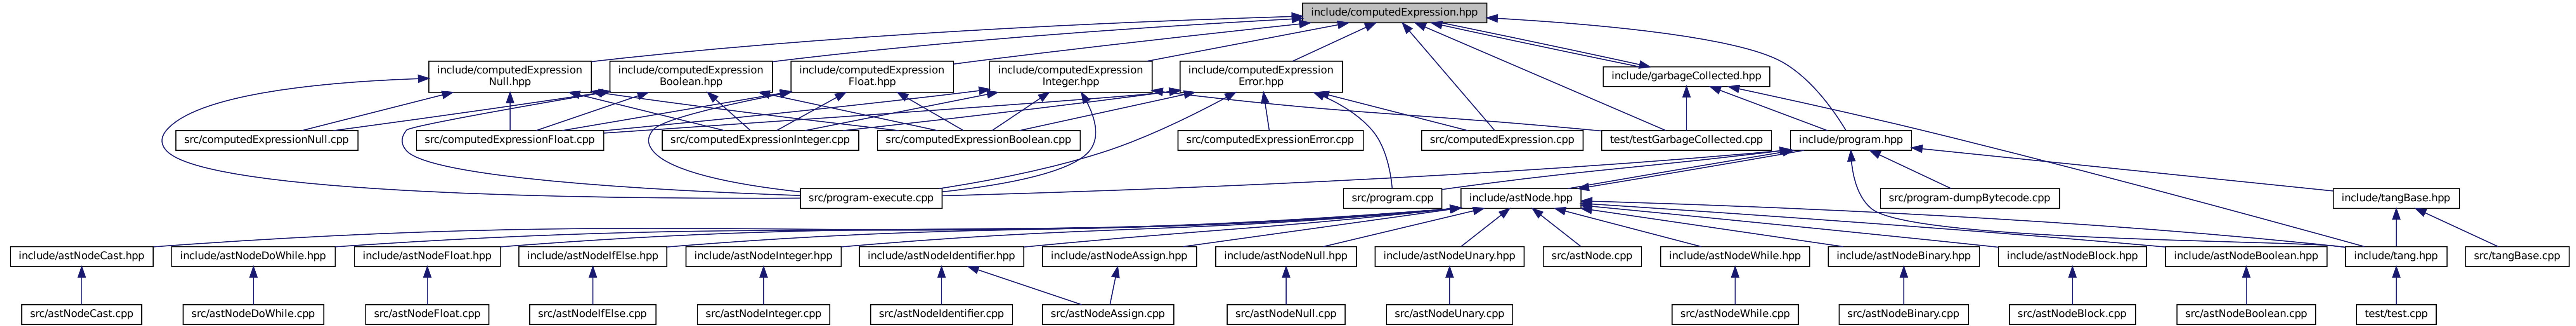 include/computedExpression.hpp
include/computedExpression
Null.hpp
include/computedExpression
Boolean.hpp
include/computedExpression
Float.hpp
include/computedExpression
Integer.hpp
include/computedExpression
Error.hpp
include/garbageCollected.hpp
src/computedExpressionNull.cpp
src/computedExpressionFloat.cpp
src/computedExpressionInteger.cpp
src/computedExpressionBoolean.cpp
src/computedExpressionError.cpp
src/computedExpression.cpp
test/testGarbageCollected.cpp
include/program.hpp
src/program-execute.cpp
src/program.cpp
include/astNode.hpp
src/program-dumpBytecode.cpp
include/tangBase.hpp
include/astNodeCast.hpp
include/astNodeDoWhile.hpp
include/astNodeFloat.hpp
include/astNodeIfElse.hpp
include/astNodeInteger.hpp
include/astNodeIdentifier.hpp
include/astNodeAssign.hpp
include/astNodeNull.hpp
include/astNodeUnary.hpp
src/astNode.cpp
include/astNodeWhile.hpp
include/astNodeBinary.hpp
include/astNodeBlock.hpp
include/astNodeBoolean.hpp
include/tang.hpp
src/tangBase.cpp
src/astNodeCast.cpp
src/astNodeDoWhile.cpp
src/astNodeFloat.cpp
src/astNodeIfElse.cpp
src/astNodeInteger.cpp
src/astNodeIdentifier.cpp
src/astNodeAssign.cpp
src/astNodeNull.cpp
src/astNodeUnary.cpp
src/astNodeWhile.cpp
src/astNodeBinary.cpp
src/astNodeBlock.cpp
src/astNodeBoolean.cpp
test/test.cpp